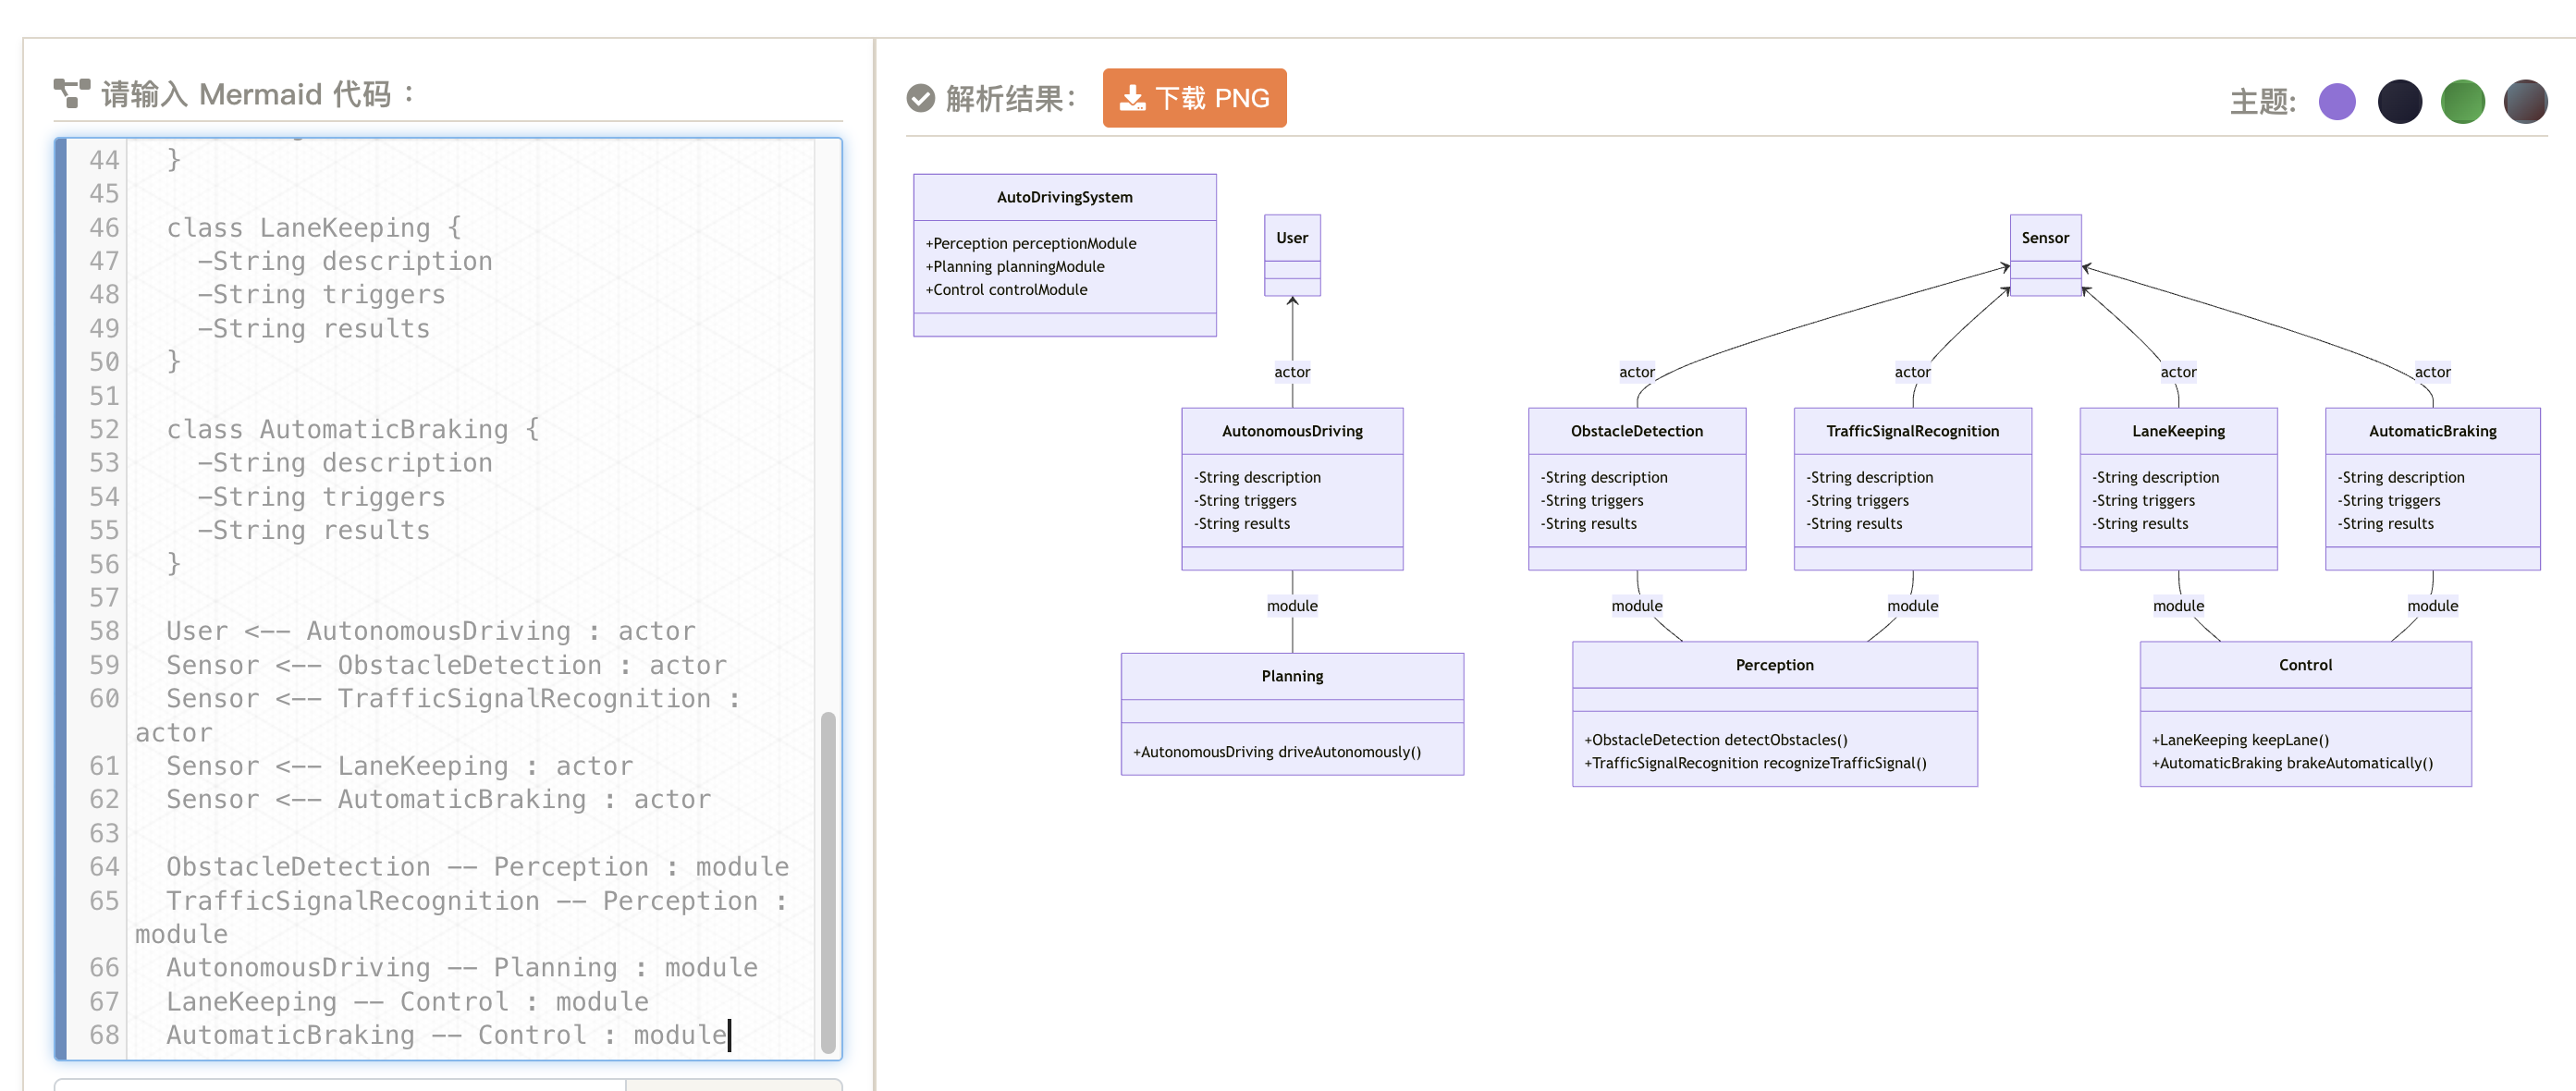 请输入 Mermaid 代码：
44 }
45
46 class LaneKeeping {
47 -String description
48 -String triggers
49 -String results
50 }
51
52 class AutomaticBraking {
53 -String description
54 -String triggers
55 -String results
56 }
57
58 User <-- AutonomousDriving : actor
59 Sensor <-- ObstacleDetection : actor
60 Sensor <-- TrafficSignalRecognition :
actor
61 Sensor <-- LaneKeeping : actor
62 Sensor <-- AutomaticBraking : actor
63
64 ObstacleDetection -- Perception : module
65 TrafficSignalRecognition -- Perception :
module
66 AutonomousDriving -- Planning : module
67 LaneKeeping -- Control : module
68 AutomaticBraking -- Control : module
解析结果：
下载 PNG
主题:
AutoDrivingSystem
+Perception perceptionModule
+Planning planningModule
+Control controlModule
User
Sensor
actor
actor
actor
actor
actor
AutonomousDriving
-String description
-String triggers
-String results
ObstacleDetection
-String description
-String triggers
-String results
TrafficSignalRecognition
-String description
-String triggers
-String results
LaneKeeping
-String description
-String triggers
-String results
AutomaticBraking
-String description
-String triggers
-String results
module
module
module
module
module
Planning
+AutonomousDriving driveAutonomously()
Perception
+ObstacleDetection detectObstacles()
+TrafficSignalRecognition recognizeTrafficSignal()
Control
+LaneKeeping keepLane()
+AutomaticBraking brakeAutomatically()